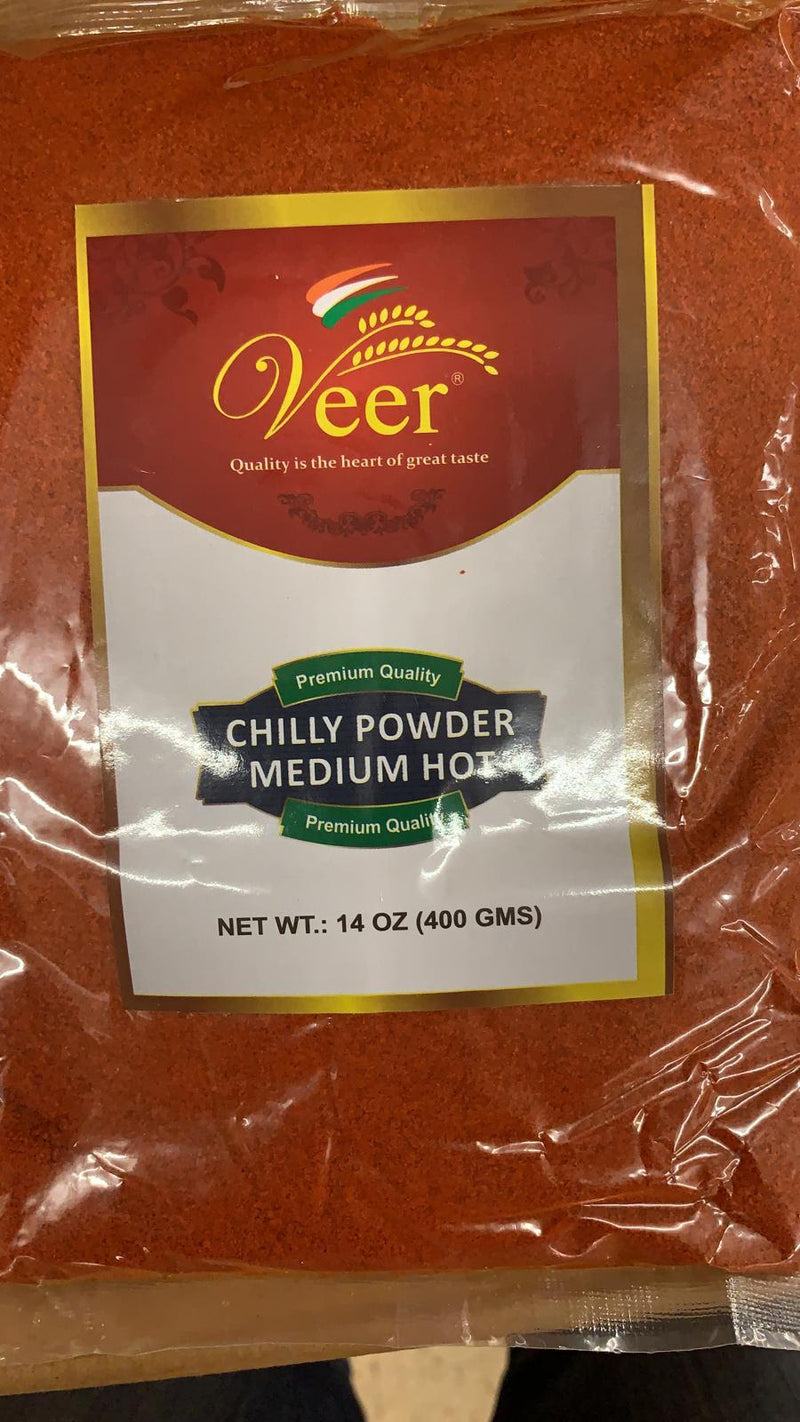 Veer®
Quality is the heart of great taste
Premium Quality
CHILLY POWDER
MEDIUM HOT
Premium Quality
NET WT.: 14 OZ (400 GMS)